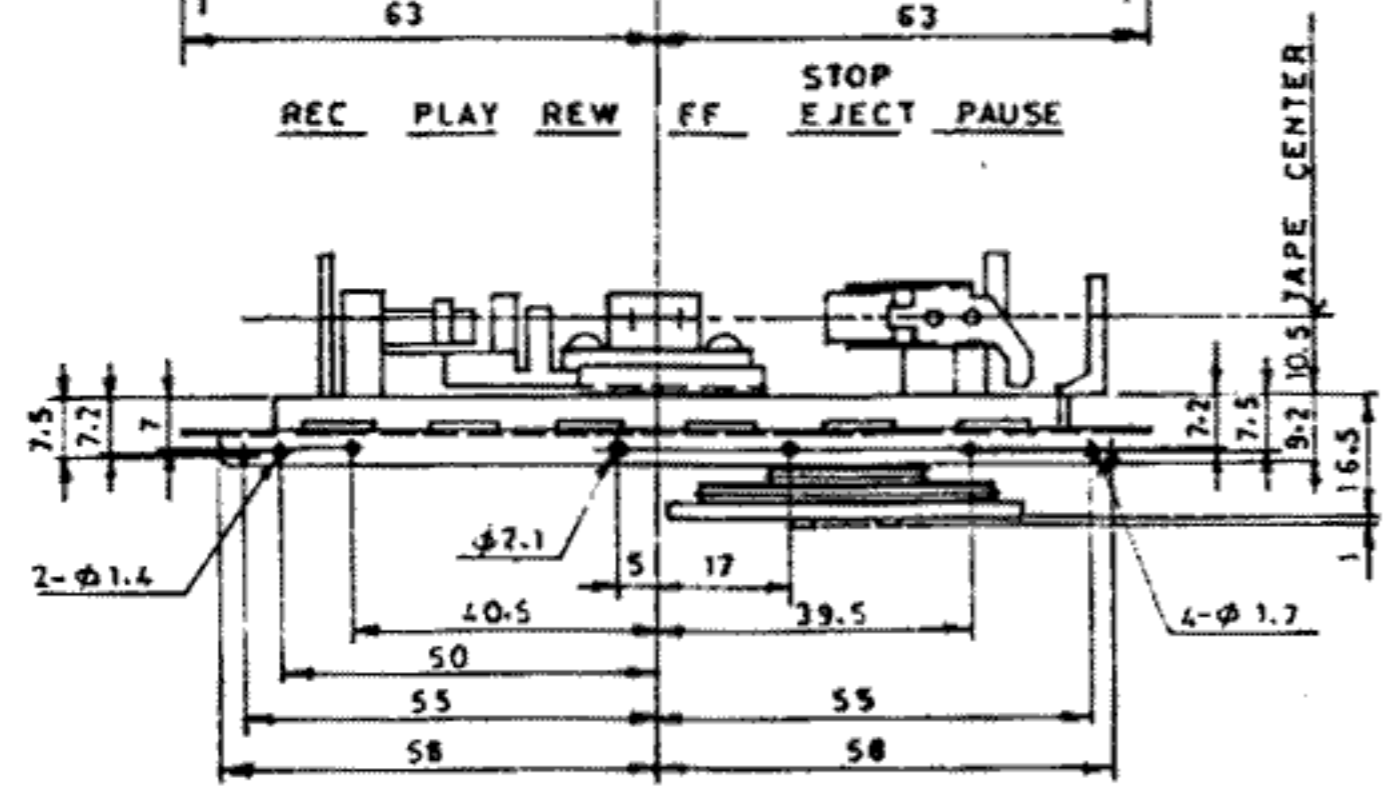 63 63
STOP
REC PLAY REW FF EJECT PAUSE
TAPE CENTER
10.5
7.5 7.2 7 7.2 7.5 9.2 16.5
ϕ2.1
5 17 1
2-ϕ1.4
40.5 39.5 4-ϕ1.7
50
55 55
58 58